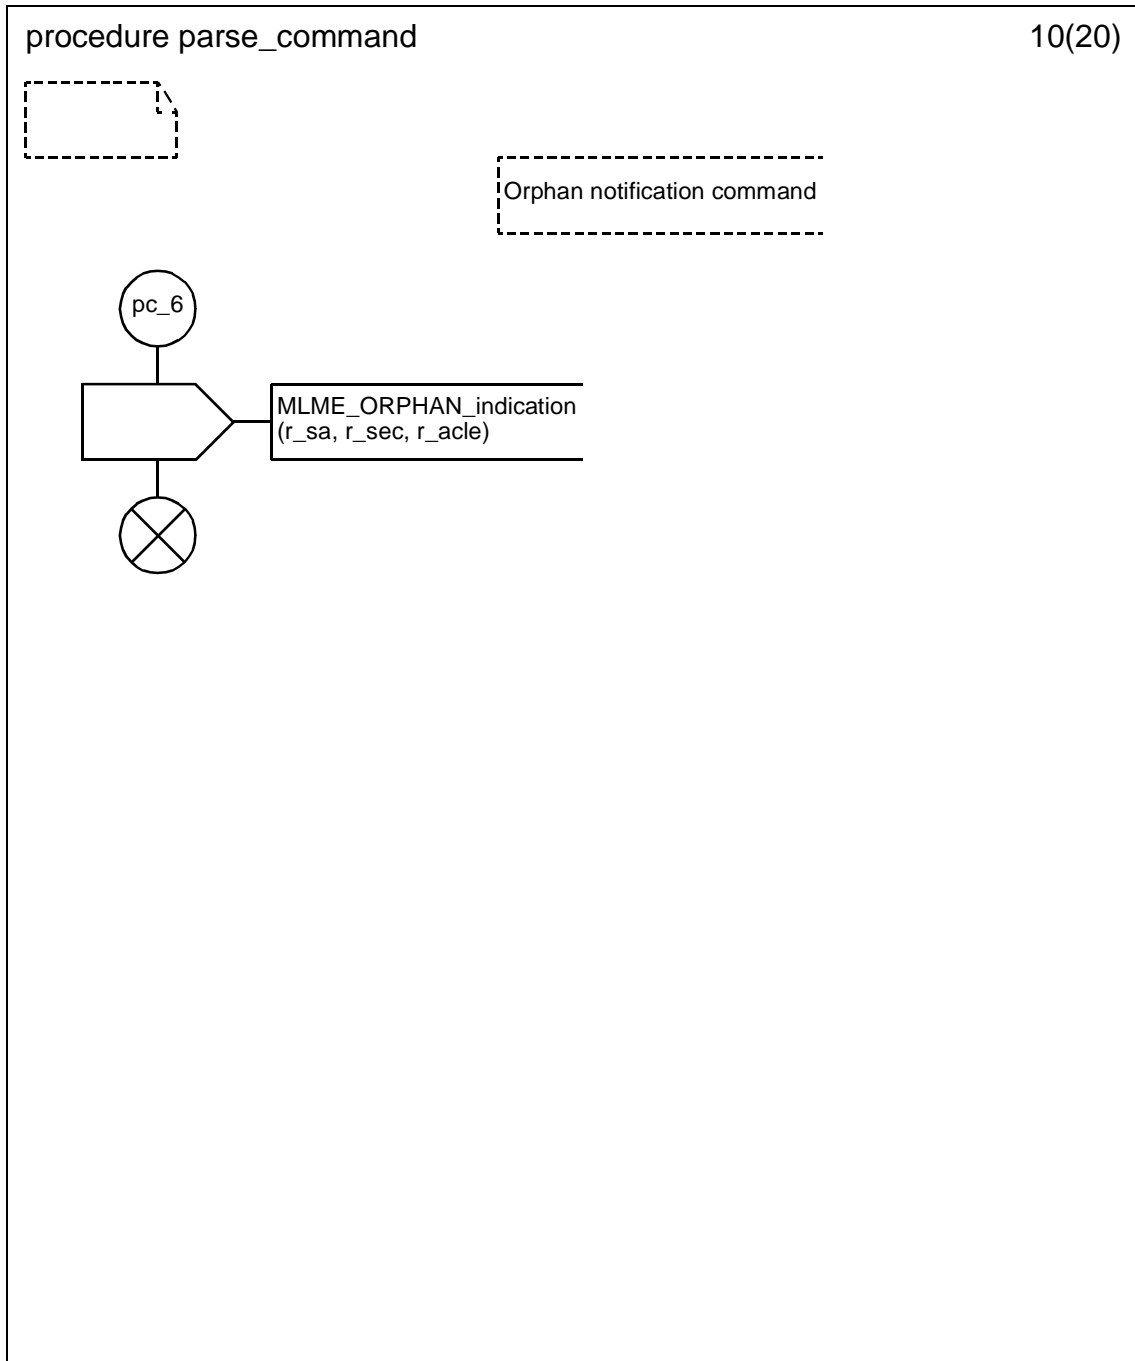 procedure parse_command
10(20)
Orphan notification command
pc_6
MLME_ORPHAN_indication
(r_sa, r_sec, r_acle)